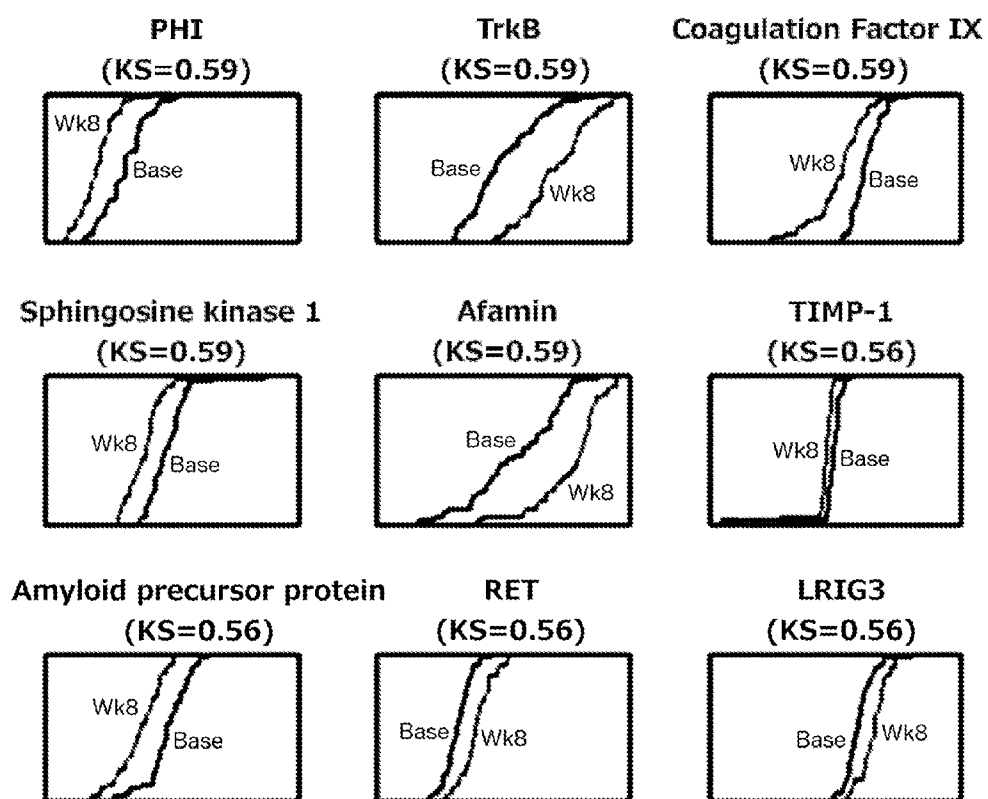 PHI
(KS=0.59)
Wk8
Base
TrkB
(KS=0.59)
Base
Wk8
Coagulation Factor IX
(KS=0.59)
Wk8
Base
Sphingosine kinase 1
(KS=0.59)
Wk8
Base
Afamin
(KS=0.59)
Base
Wk8
TIMP-1
(KS=0.56)
Wk8
Base
Amyloid precursor protein
(KS=0.56)
Wk8
Base
RET
(KS=0.56)
Base
Wk8
LRIG3
(KS=0.56)
Base
Wk8